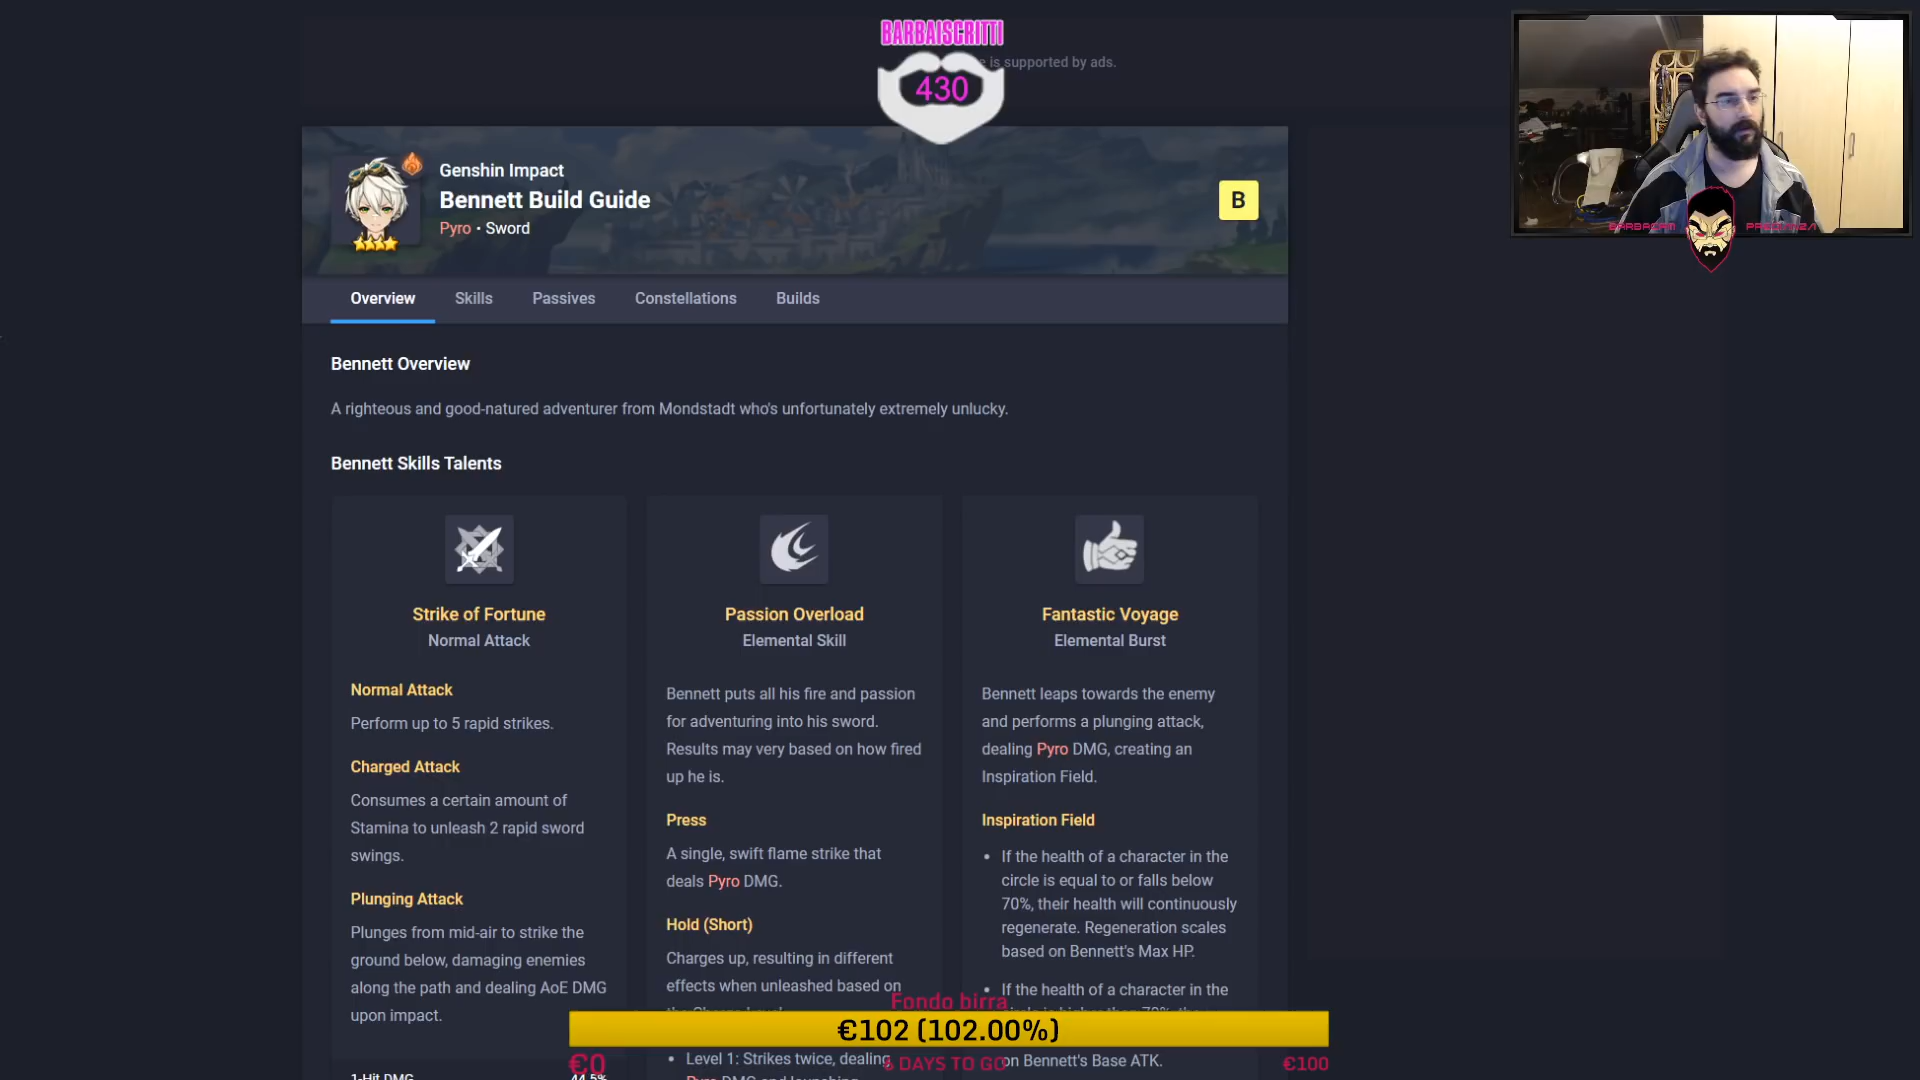 BARBAISCRITTI
430
e is supported by ads.
Genshin Impact
Bennett Build Guide
Pyro • Sword
B
Overview
Skills
Passives
Constellations
Builds
Bennett Overview
A righteous and good-natured adventurer from Mondstadt who's unfortunately extremely unlucky.
Bennett Skills Talents
Strike of Fortune
Normal Attack
Normal Attack
Perform up to 5 rapid strikes.
Charged Attack
Consumes a certain amount of
Stamina to unleash 2 rapid sword
swings.
Plunging Attack
Plunges from mid-air to strike the
ground below, damaging enemies
along the path and dealing AoE DMG
upon impact.
1-Hit DMG
44.5%
Passion Overload
Elemental Skill
Bennett puts all his fire and passion
for adventuring into his sword.
Results may very based on how fired
up he is.
Press
A single, swift flame strike that
deals Pyro DMG.
Hold (Short)
Charges up, resulting in different
effects when unleashed based on
• Level 1: Strikes twice, dealing
Fantastic Voyage
Elemental Burst
Bennett leaps towards the enemy
and performs a plunging attack,
dealing Pyro DMG, creating an
Inspiration Field.
Inspiration Field
• If the health of a character in the
circle is equal to or falls below
70%, their health will continuously
regenerate. Regeneration scales
based on Bennett's Max HP.
• If the health of a character in the
on Bennett's Base ATK.
Fondo birra
€102 (102.00%)
€0
DAYS TO GO
€100
BARBACAM